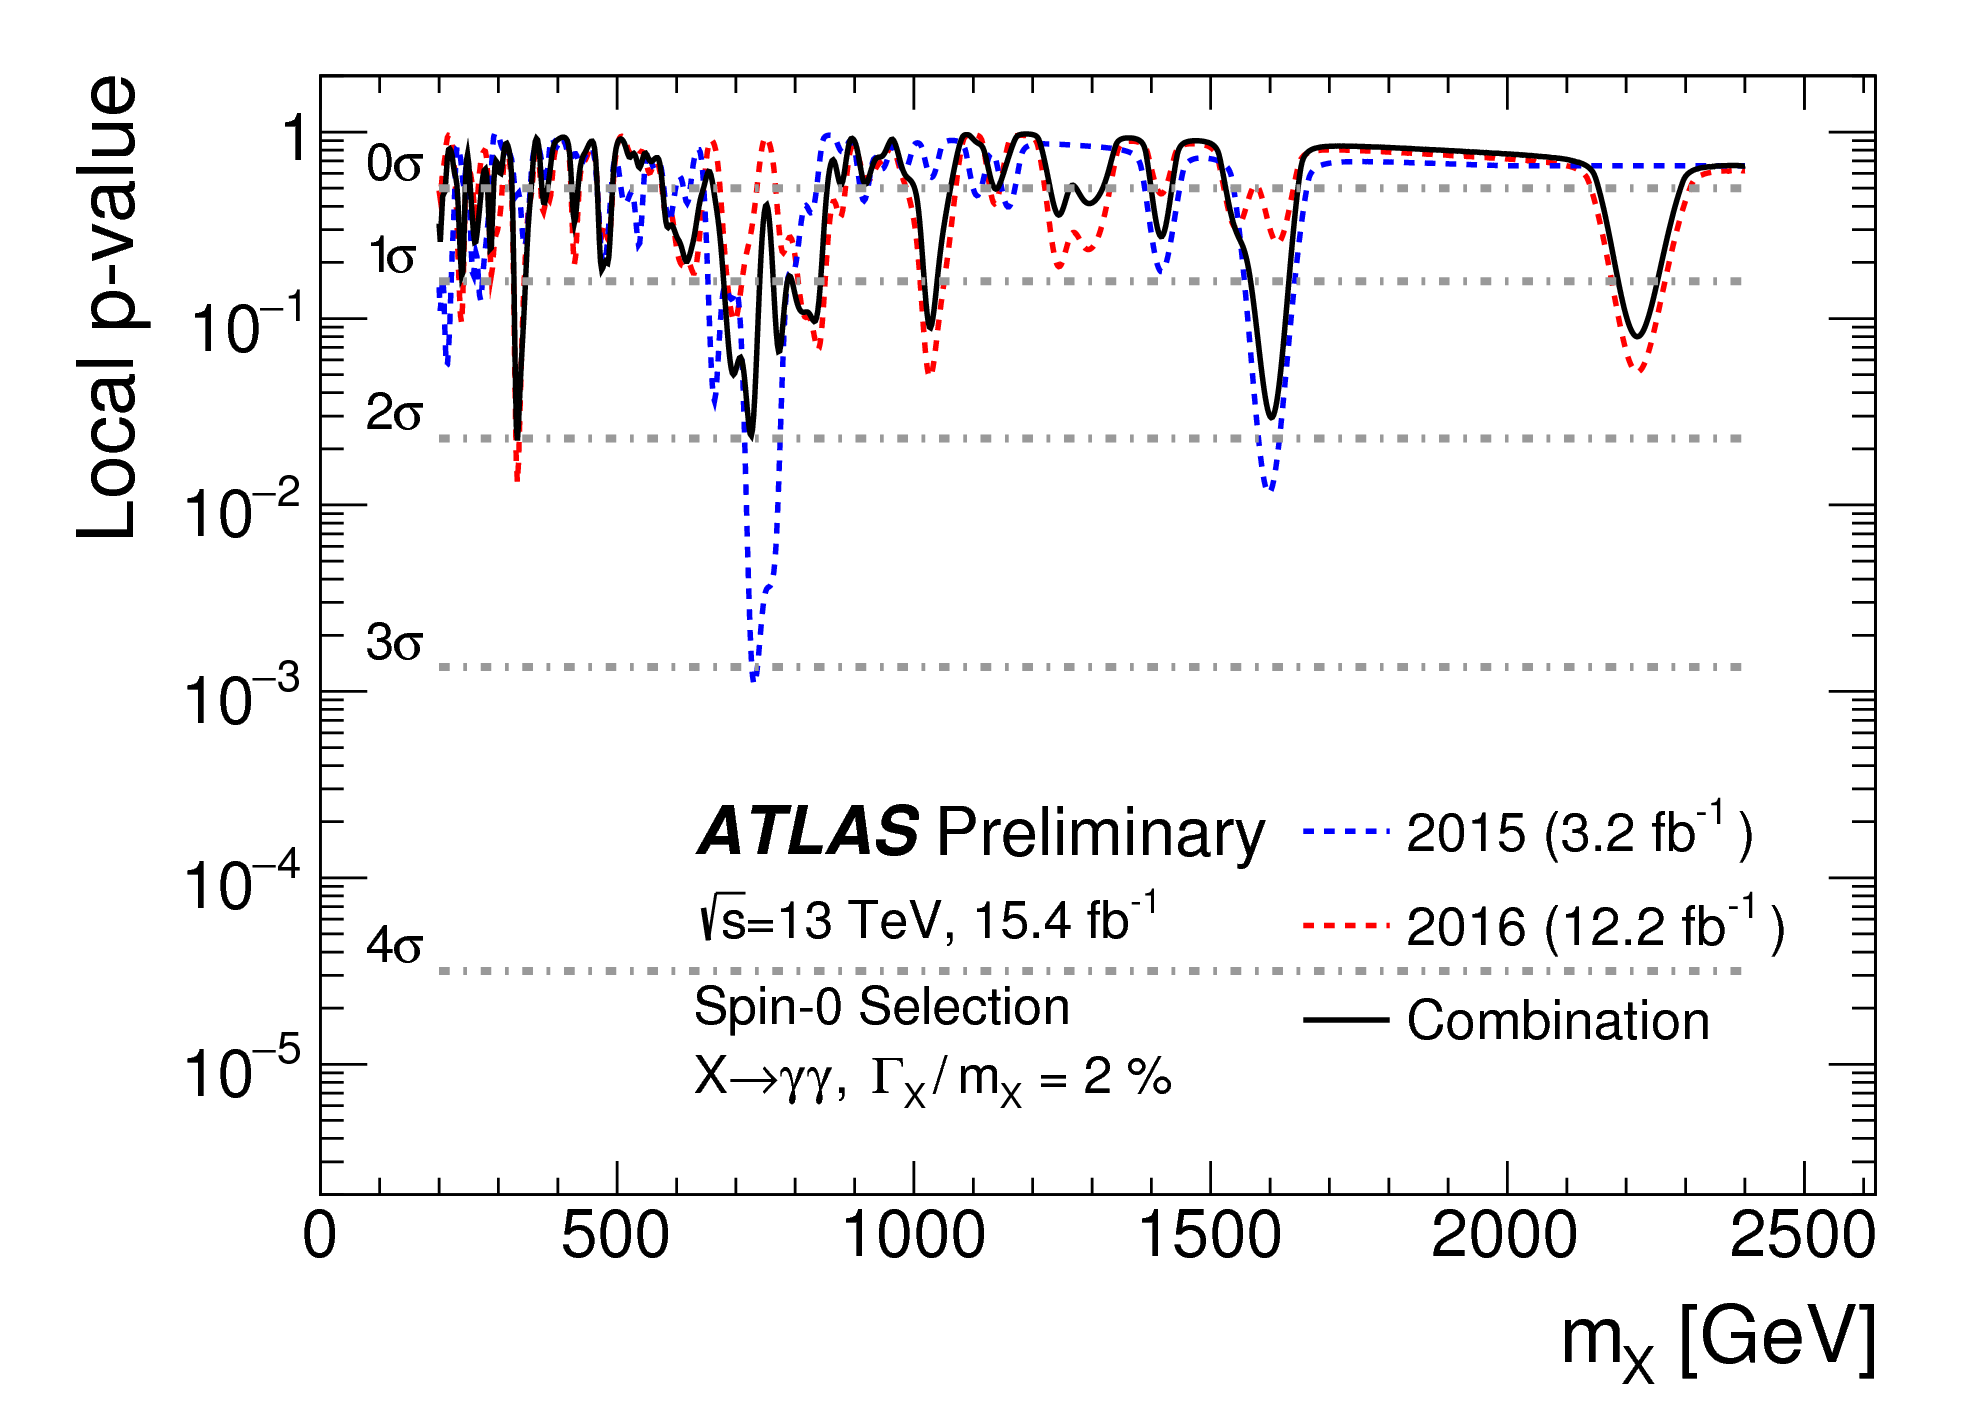 Local p-value
1
10⁻¹
10⁻²
10⁻³
10⁻⁴
10⁻⁵
0σ
1σ
2σ
3σ
4σ
ATLAS Preliminary
√s=13 TeV, 15.4 fb⁻¹
Spin-0 Selection
X→γγ, Γ_X/m_X = 2 %
2015 (3.2 fb⁻¹)
2016 (12.2 fb⁻¹)
Combination
0 500 1000 1500 2000 2500
m_X [GeV]